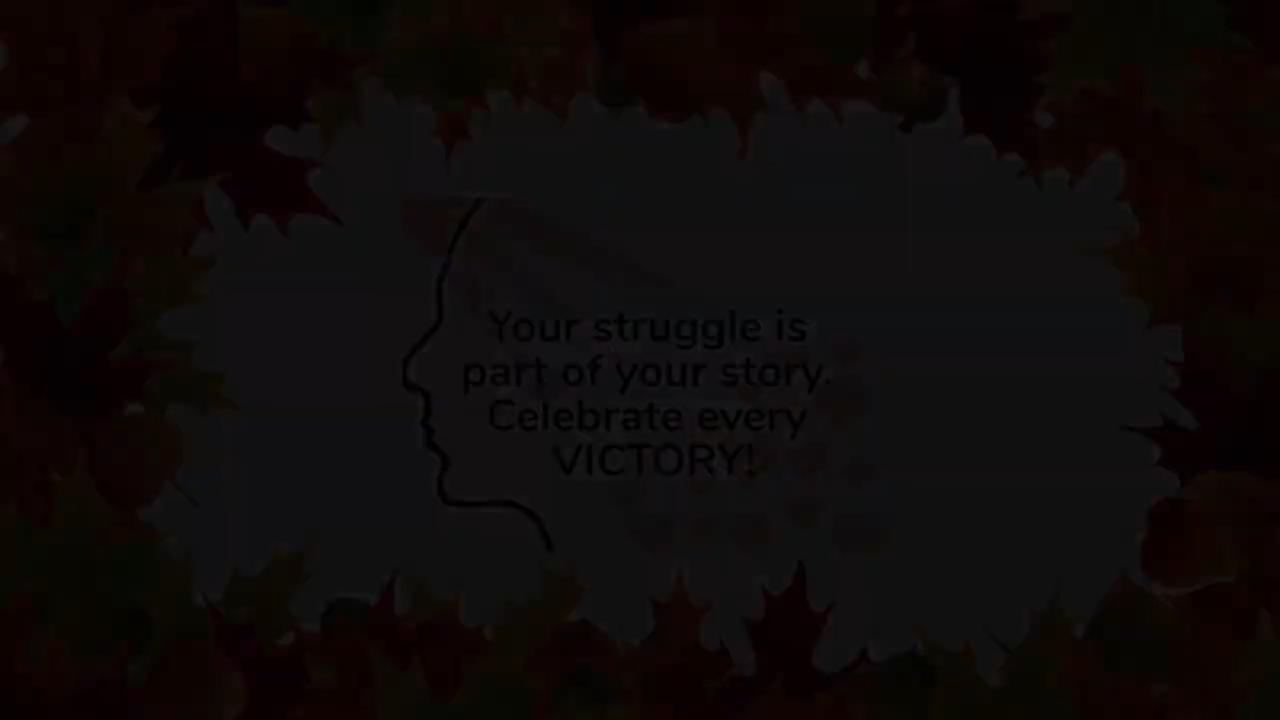 Your struggle is
part of your story.
Celebrate every
VICTORY!